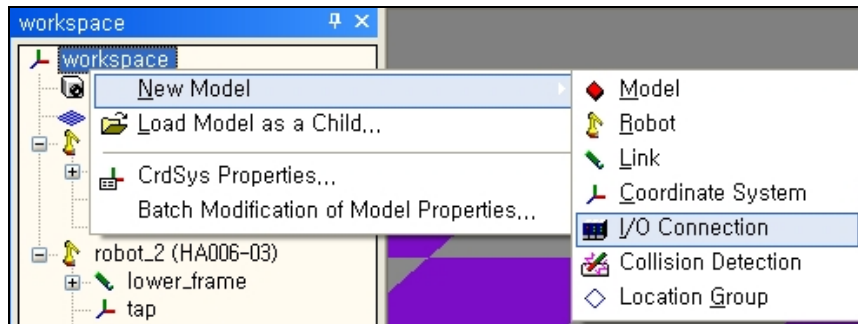 workspace
workspace
New Model
Load Model as a Child,,,
CrdSys Properties,,,
Batch Modification of Model Properties,,,
robot_2 (HA006-03)
lower_frame
tap
Model
Robot
Link
Coordinate System
I/O Connection
Collision Detection
Location Group